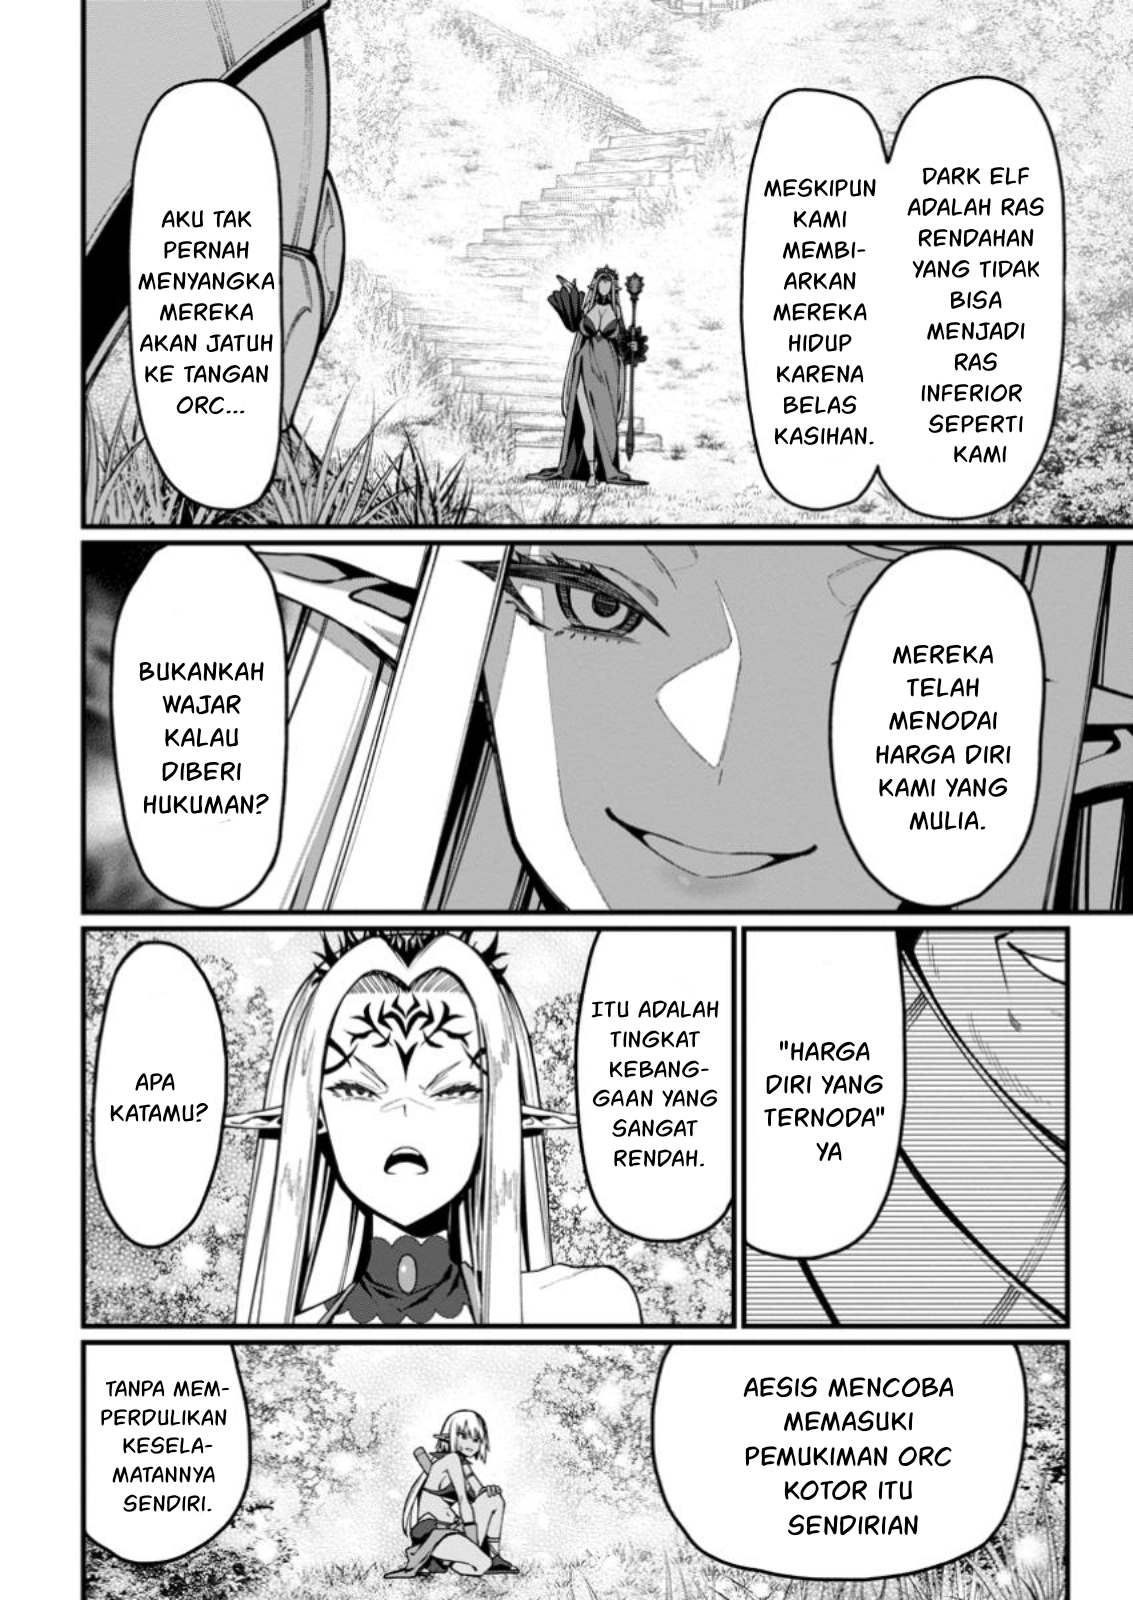 DARK ELF
ADALAH RAS
RENDAHAN
YANG TIDAK
BISA
MENJADI
RAS
INFERIOR
SEPERTI
KAMI
MESKIPUN
KAMI
MEMBI-
ARKAN
MEREKA
HIDUP
KARENA
BELAS
KASIHAN.
AKU TAK
PERNAH
MENYANGKA
MEREKA
AKAN JATUH
KE TANGAN
ORC...
MEREKA
TELAH
MENODAI
HARGA DIRI
KAMI YANG
MULIA.
BUKANKAH
WAJAR
KALAU
DIBERI
HUKUMAN?
"HARGA
DIRI YANG
TERNODA"
YA
ITU ADALAH
TINGKAT
KEBANG-
GAAN YANG
SANGAT
RENDAH.
APA
KATAMU?
AESIS MENCOBA
MEMASUKI
PEMUKIMAN ORC
KOTOR ITU
SENDIRIAN
TANPA MEM-
PERDULIKAN
KESELA-
MATANNYA
SENDIRI.